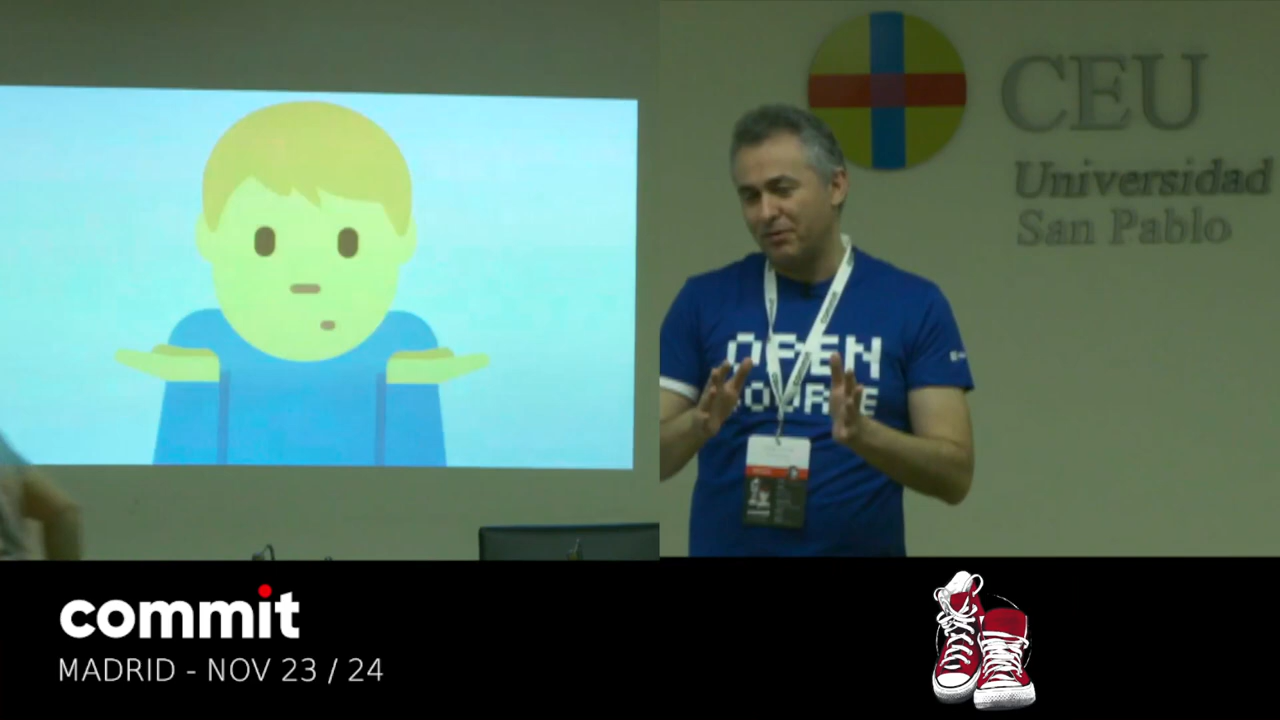 CEU
Universidad
San Pablo
OPEN
SOURCE
commit
MADRID - NOV 23 / 24